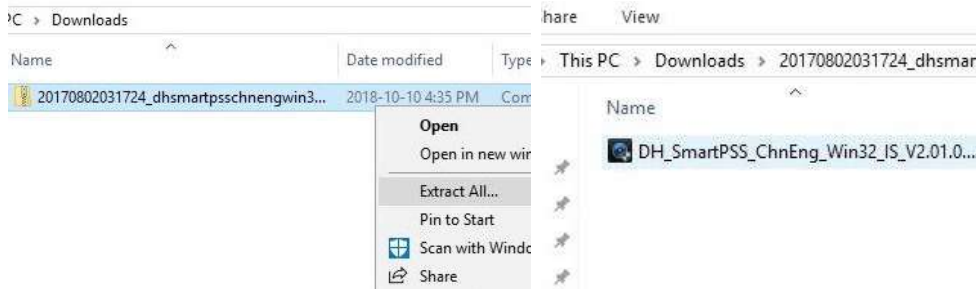 PC > Downloads
Name
Date modified
Type
20170802031724_dhsmartpsschnengwin3...
2018-10-10 4:35 PM
Com
Open
Open in new wir
Extract All...
Pin to Start
Scan with Windo
Share
hare
View
This PC > Downloads > 20170802031724_dhsmar
Name
DH_SmartPSS_ChnEng_Win32_IS_V2.01.0...